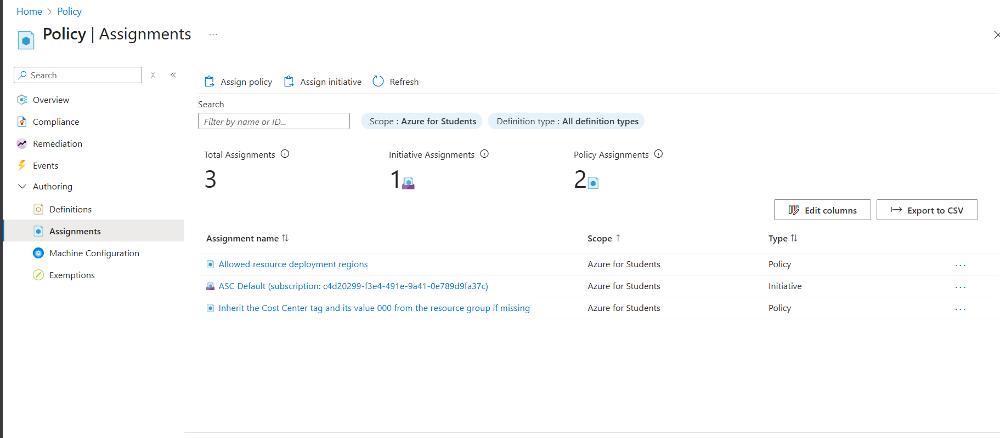 Home > Policy
Policy | Assignments ...
Search
Overview
Compliance
Remediation
Events
Authoring
Definitions
Assignments
Machine Configuration
Exemptions
Assign policy Assign initiative Refresh
Search
Filter by name or ID... Scope : Azure for Students Definition type : All definition types
Total Assignments Initiative Assignments Policy Assignments
3 1 2
Edit columns Export to CSV
Assignment name Scope Type
Allowed resource deployment regions Azure for Students Policy ...
ASC Default (subscription: c4d20299-f3e4-491e-9a41-0e789d9fa37c) Azure for Students Initiative ...
Inherit the Cost Center tag and its value 000 from the resource group if missing Azure for Students Policy ...